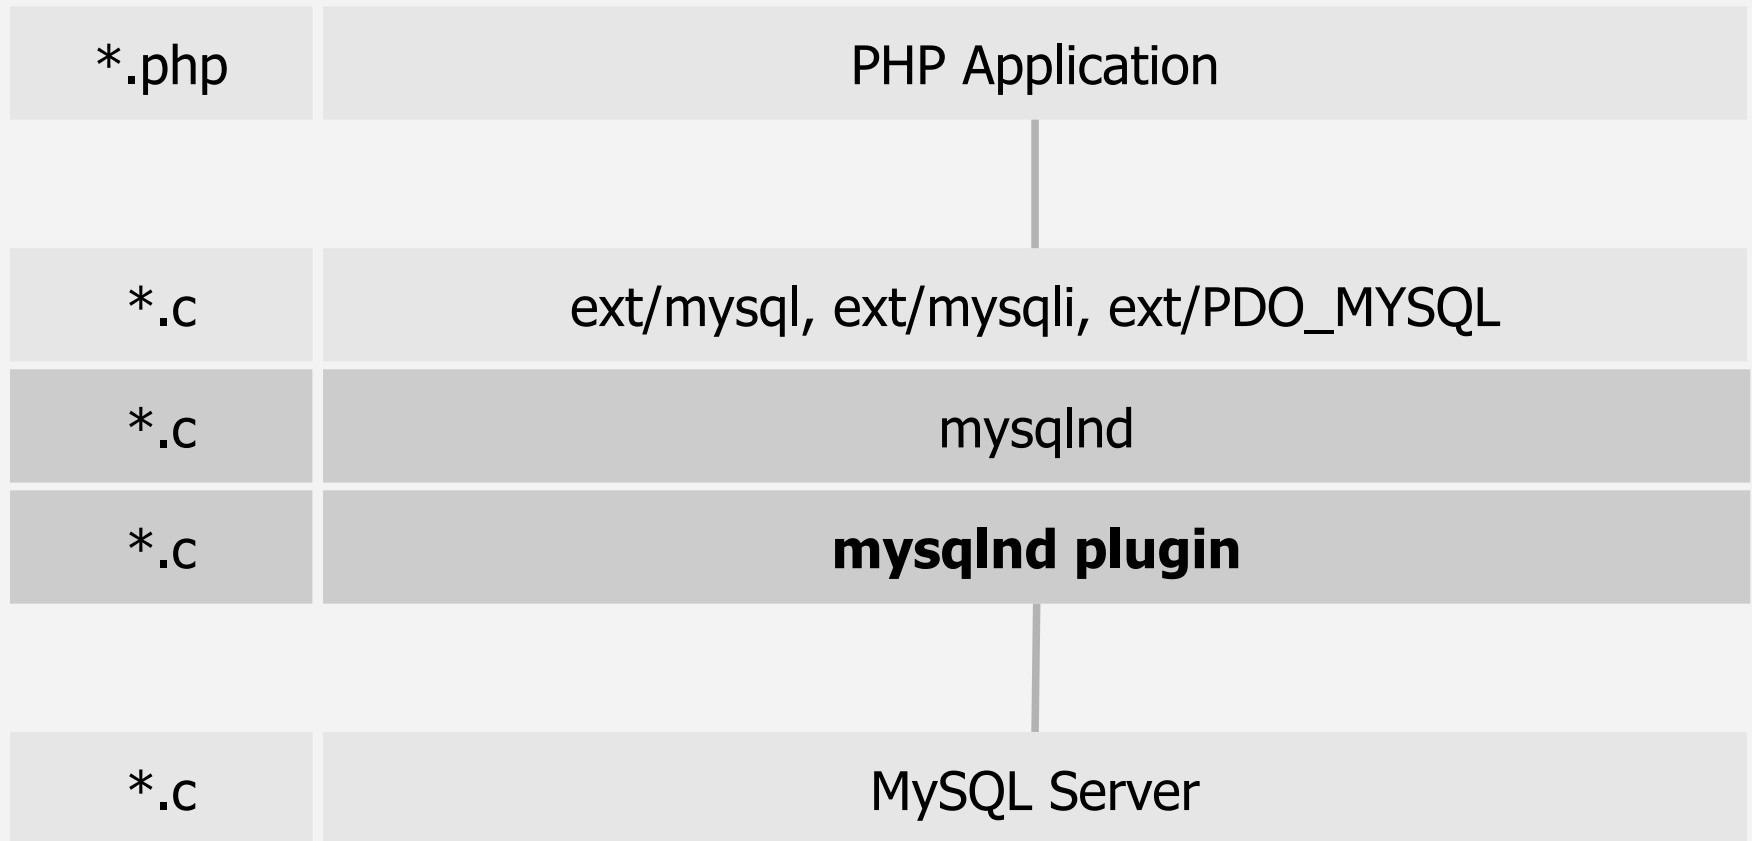 *.php PHP Application
*.c ext/mysql, ext/mysqli, ext/PDO_MYSQL
*.c mysqlnd
*.c mysqlnd plugin
*.c MySQL Server